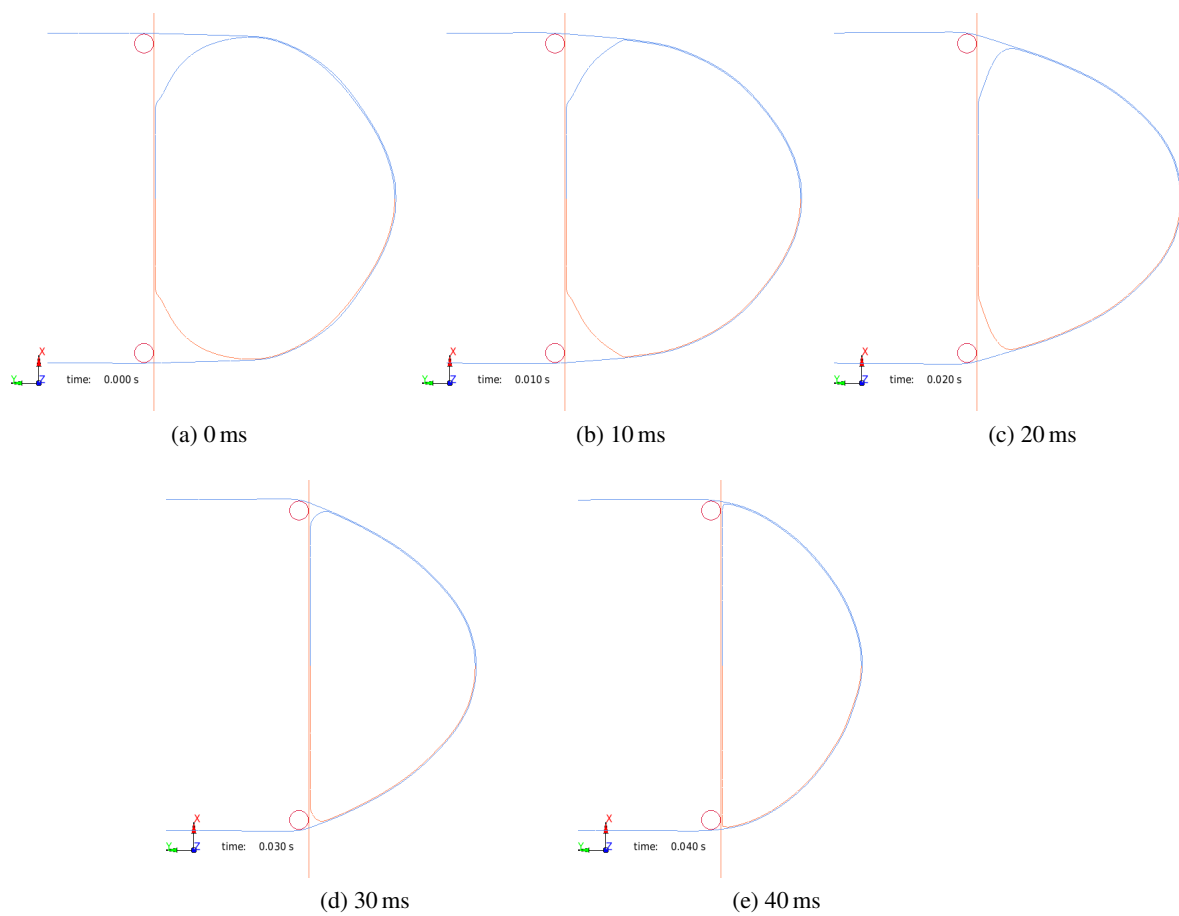 X
Y
Z
time: 0.000 s
X
Y
Z
time: 0.010 s
X
Y
Z
time: 0.020 s
(a) 0 ms
(b) 10 ms
(c) 20 ms
X
Y
Z
time: 0.030 s
X
Y
Z
time: 0.040 s
(d) 30 ms
(e) 40 ms